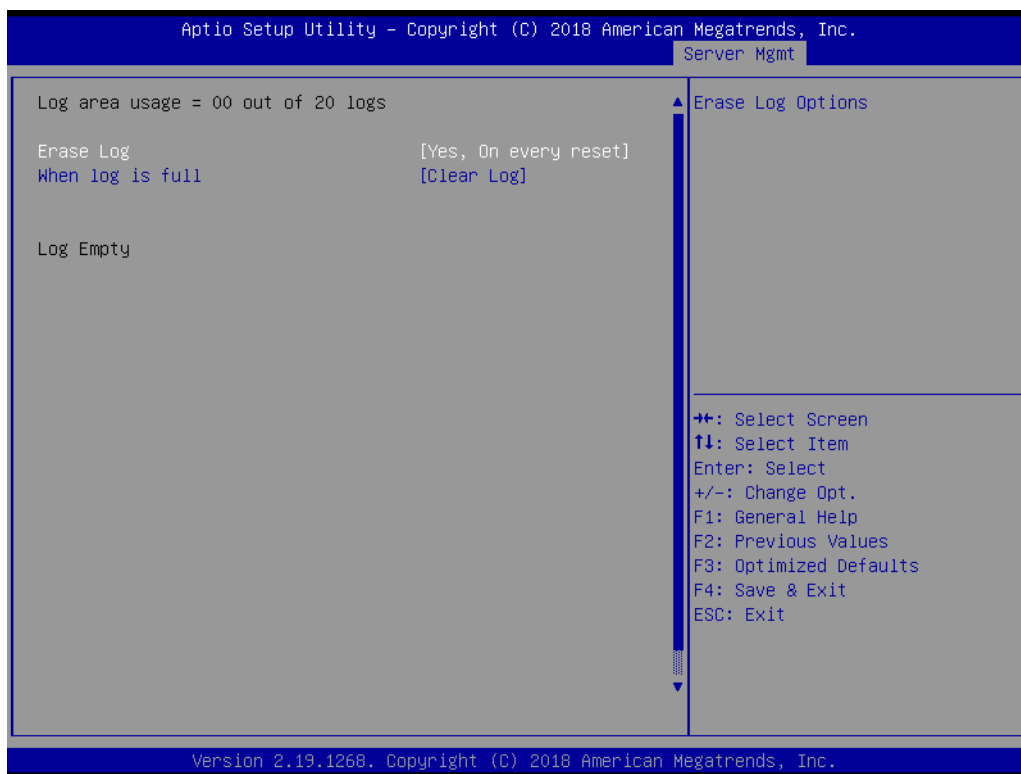 Aptio Setup Utility – Copyright (C) 2018 American Megatrends, Inc.
Server Mgmt
Log area usage = 00 out of 20 logs
Erase Log [Yes, On every reset]
When log is full [Clear Log]
Log Empty
Erase Log Options
→←: Select Screen
↑↓: Select Item
Enter: Select
+/-: Change Opt.
F1: General Help
F2: Previous Values
F3: Optimized Defaults
F4: Save & Exit
ESC: Exit
Version 2.19.1268. Copyright (C) 2018 American Megatrends, Inc.